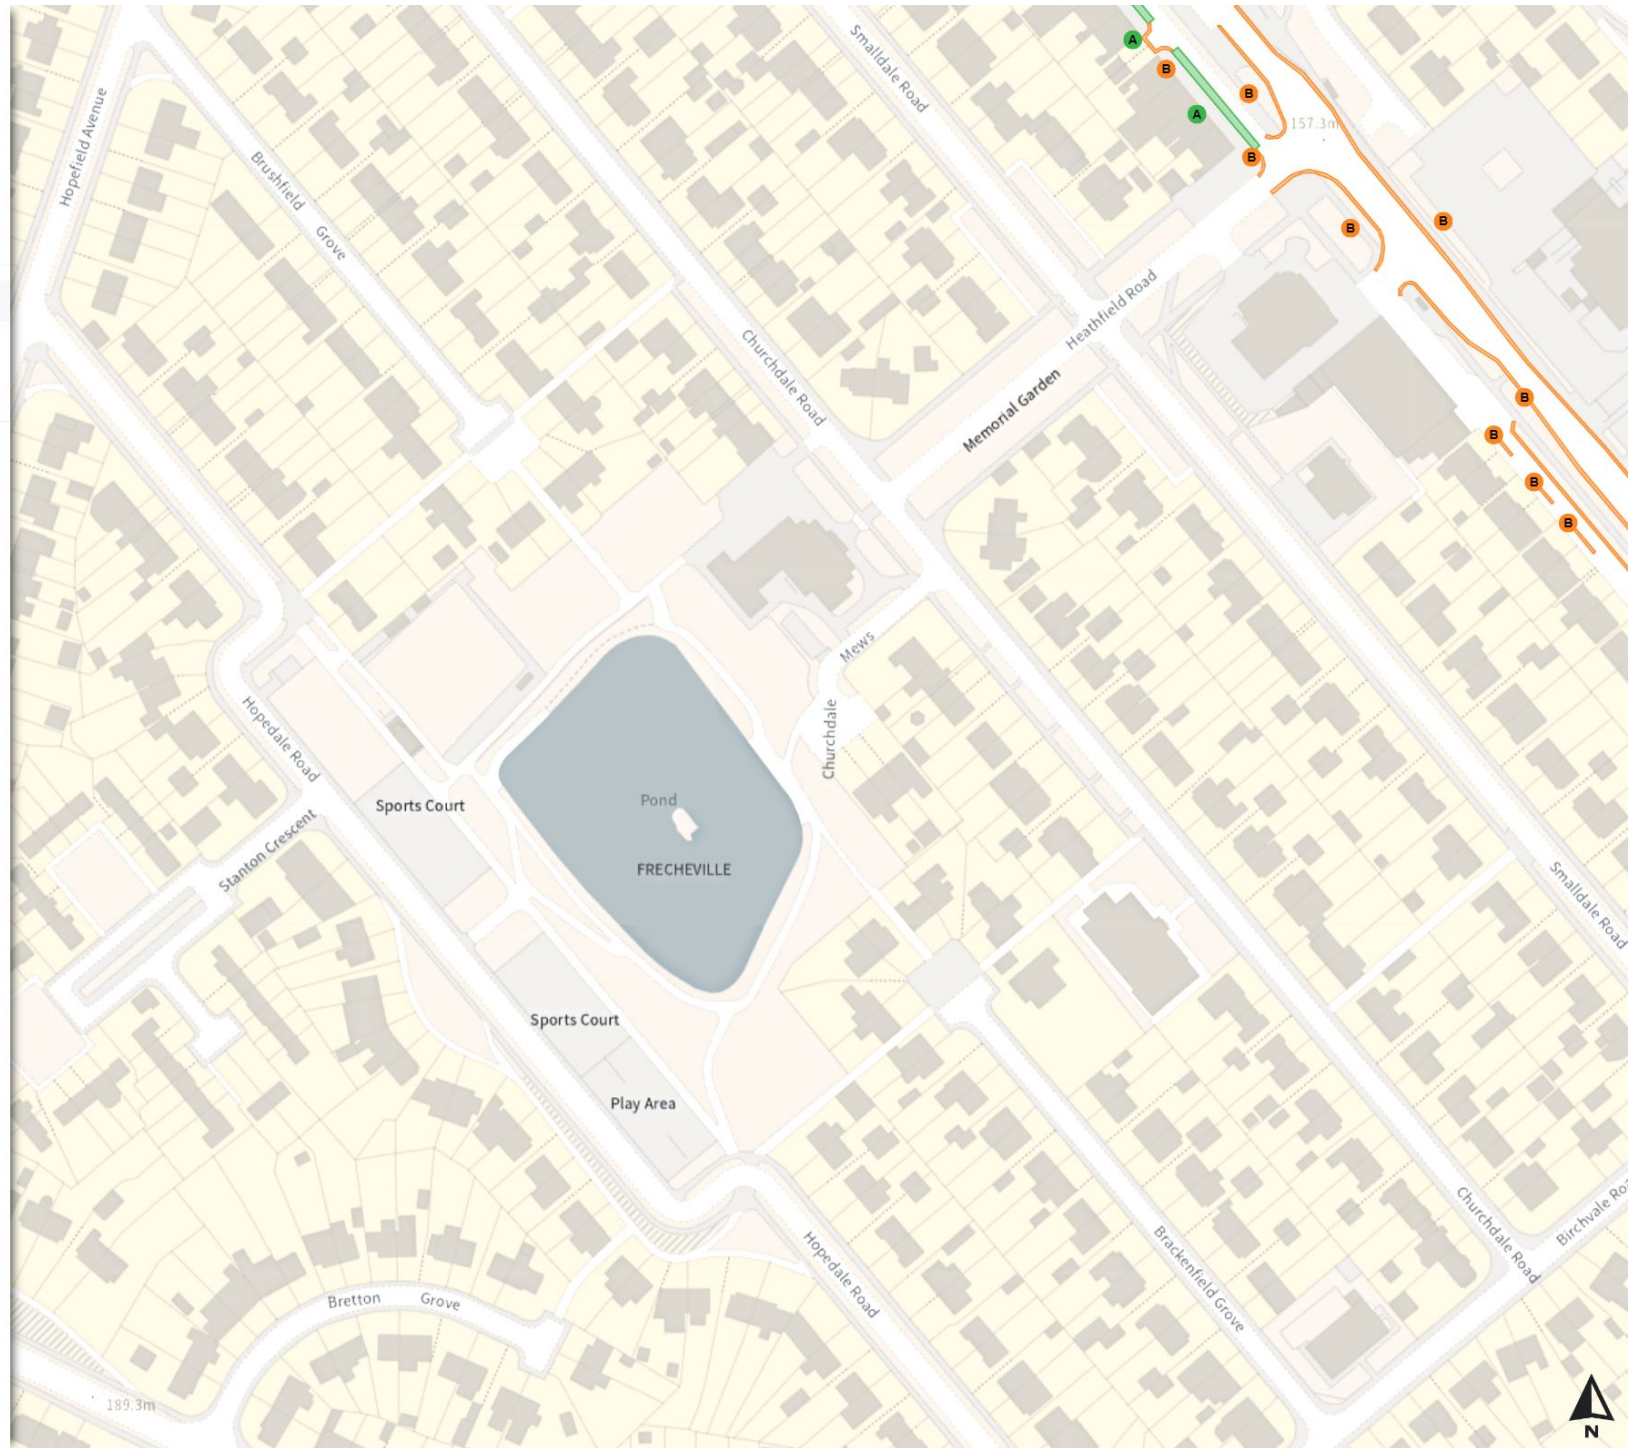 A
B
Smalldale Road
B
A
157.3m
Hopefield Avenue
B
Brushfield
Grove
B
B
Heathfield Road
Churchdale Road
Memorial Garden
B
B
B
B
Mews
Churchdale
Hopedale Road
Pond
Sports Court
Stanton Crescent
FRECHEVILLE
Smalldale Road
Sports Court
Play Area
Churchdale Road
Birchvale Roa
Hopedale Road
Brackenfield Grove
Bretton Grove
189.3m
N